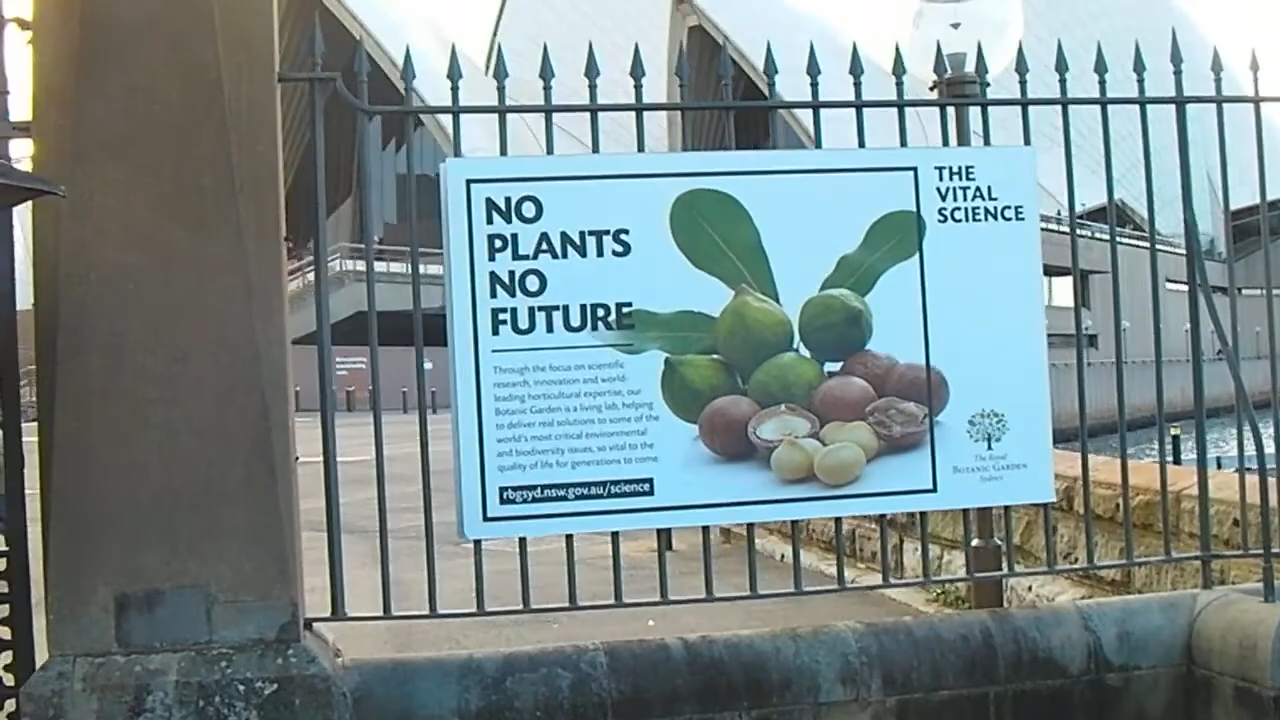 NO
PLANTS
NO
FUTURE
Through the focus on scientific
research, innovation and world-
leading horticultural expertise, our
Botanic Garden is a living lab, helping
to deliver real solutions to some of the
world's most critical environmental
and biodiversity issues, so vital to the
quality of life for generations to come
rbgsyd.nsw.gov.au/science
THE
VITAL
SCIENCE
The Royal
BOTANIC GARDEN
Sydney